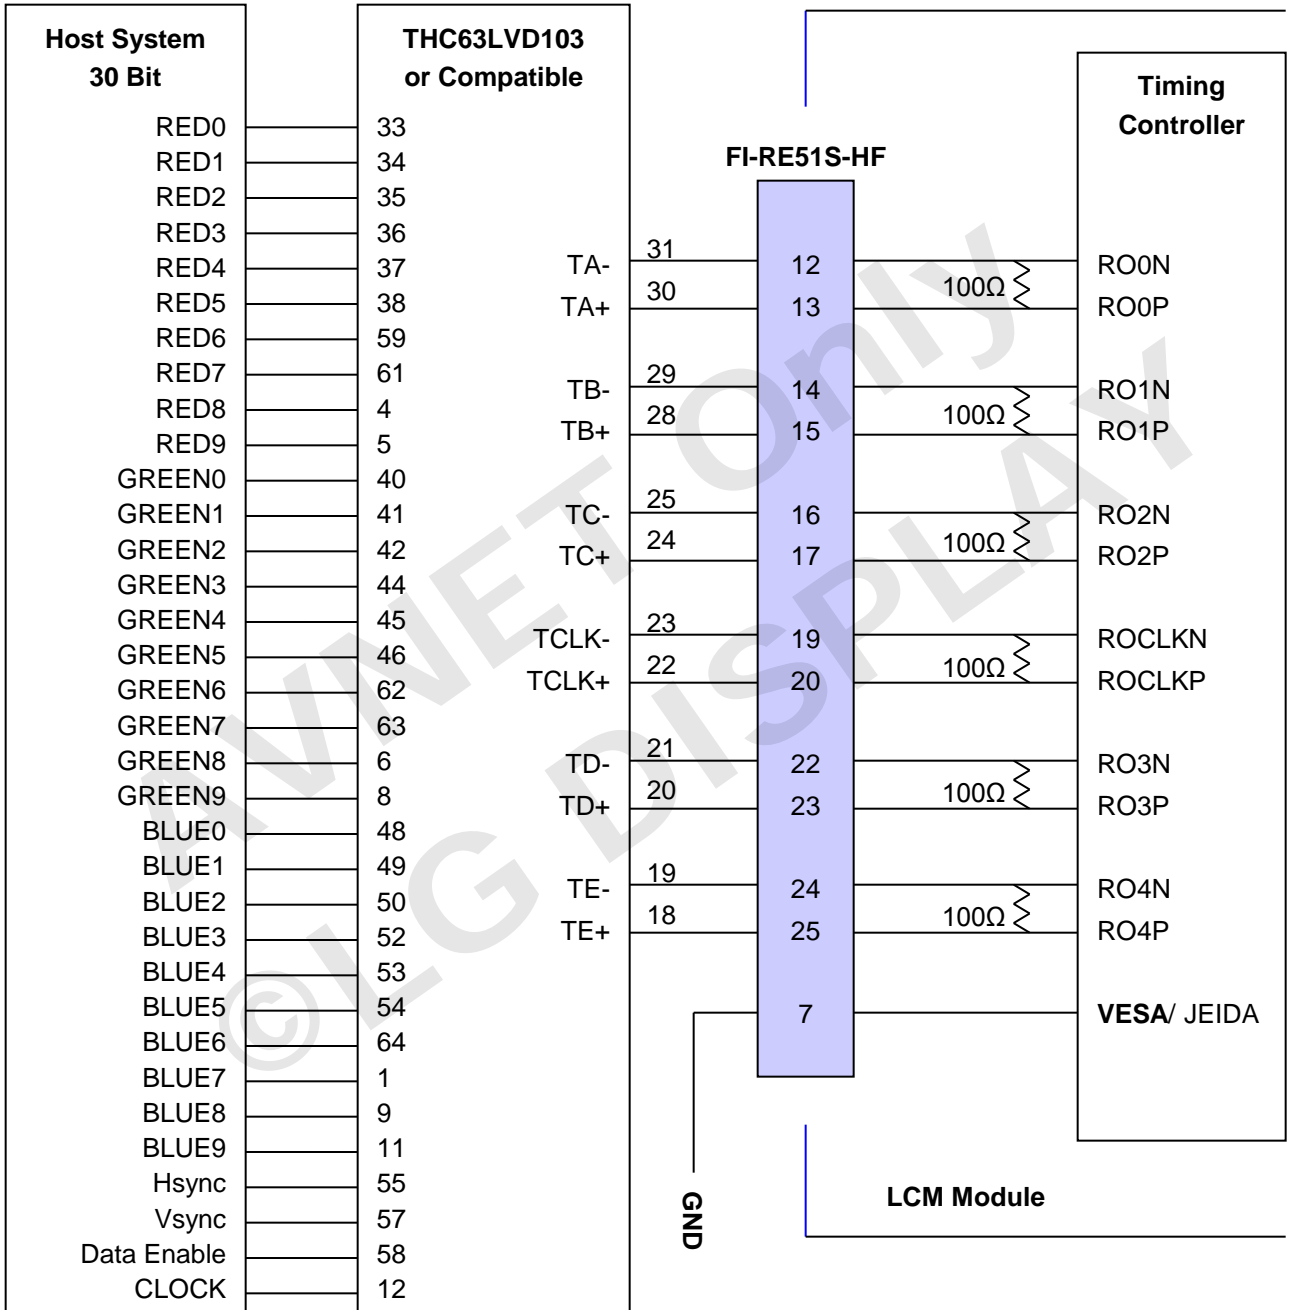 Host System
30 Bit
RED0
RED1
RED2
RED3
RED4
RED5
RED6
RED7
RED8
RED9
GREEN0
GREEN1
GREEN2
GREEN3
GREEN4
GREEN5
GREEN6
GREEN7
GREEN8
GREEN9
BLUE0
BLUE1
BLUE2
BLUE3
BLUE4
BLUE5
BLUE6
BLUE7
BLUE8
BLUE9
Hsync
Vsync
Data Enable
CLOCK
THC63LVD103
or Compatible
33
34
35
36
37
38
59
61
4
5
40
41
42
44
45
46
62
63
6
8
48
49
50
52
53
54
64
1
9
11
55
57
58
12
TA-
TA+
TB-
TB+
TC-
TC+
TCLK-
TCLK+
TD-
TD+
TE-
TE+
31
30
29
28
25
24
23
22
21
20
19
18
GND
FI-RE51S-HF
12
13
14
15
16
17
19
20
22
23
24
25
7
100Ω
100Ω
100Ω
100Ω
100Ω
100Ω
Timing
Controller
RO0N
RO0P
RO1N
RO1P
RO2N
RO2P
ROCLKN
ROCLKP
RO3N
RO3P
RO4N
RO4P
VESA/ JEIDA
LCM Module
AVNET Only
©LG DISPLAY